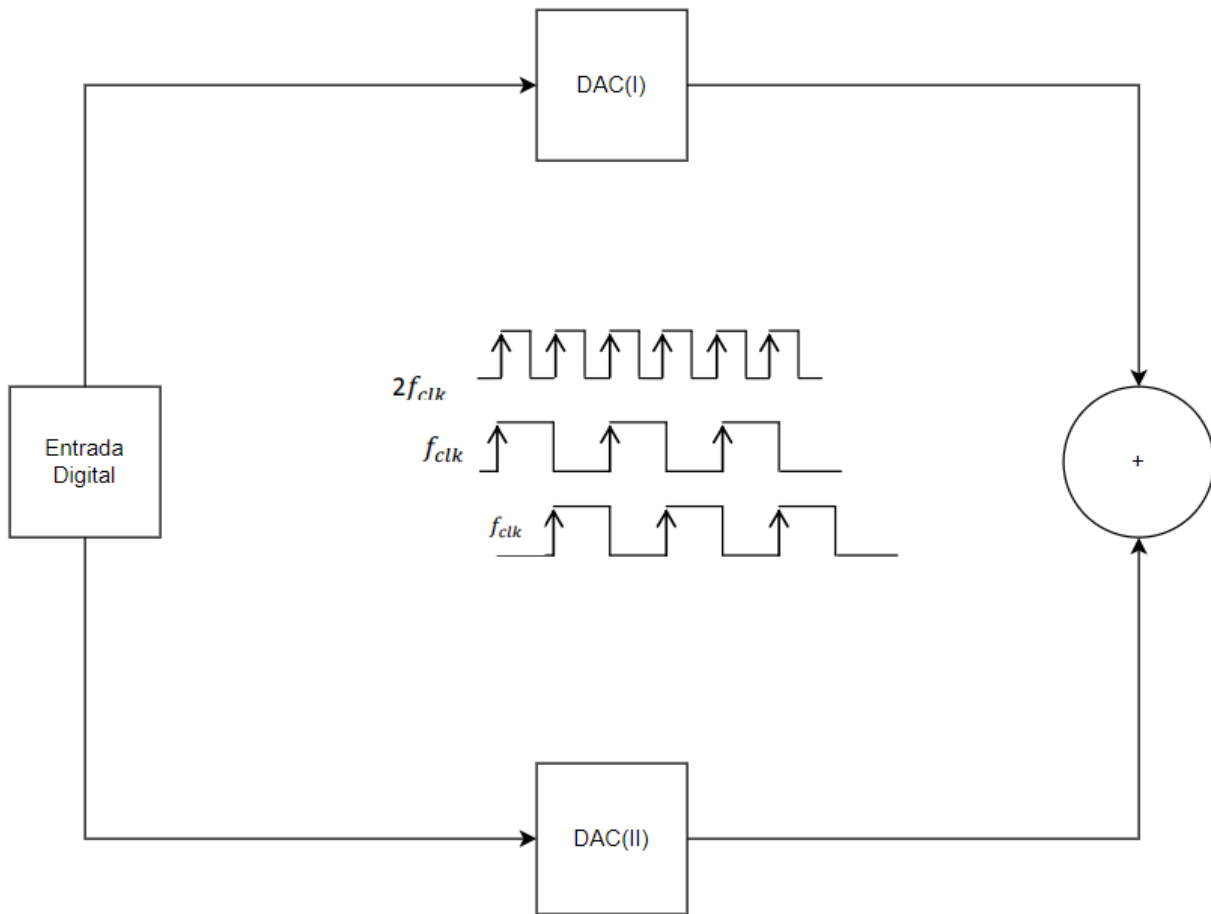 DAC(I)
2f_clk
f_clk
Entrada
Digital
+
f_clk
DAC(II)